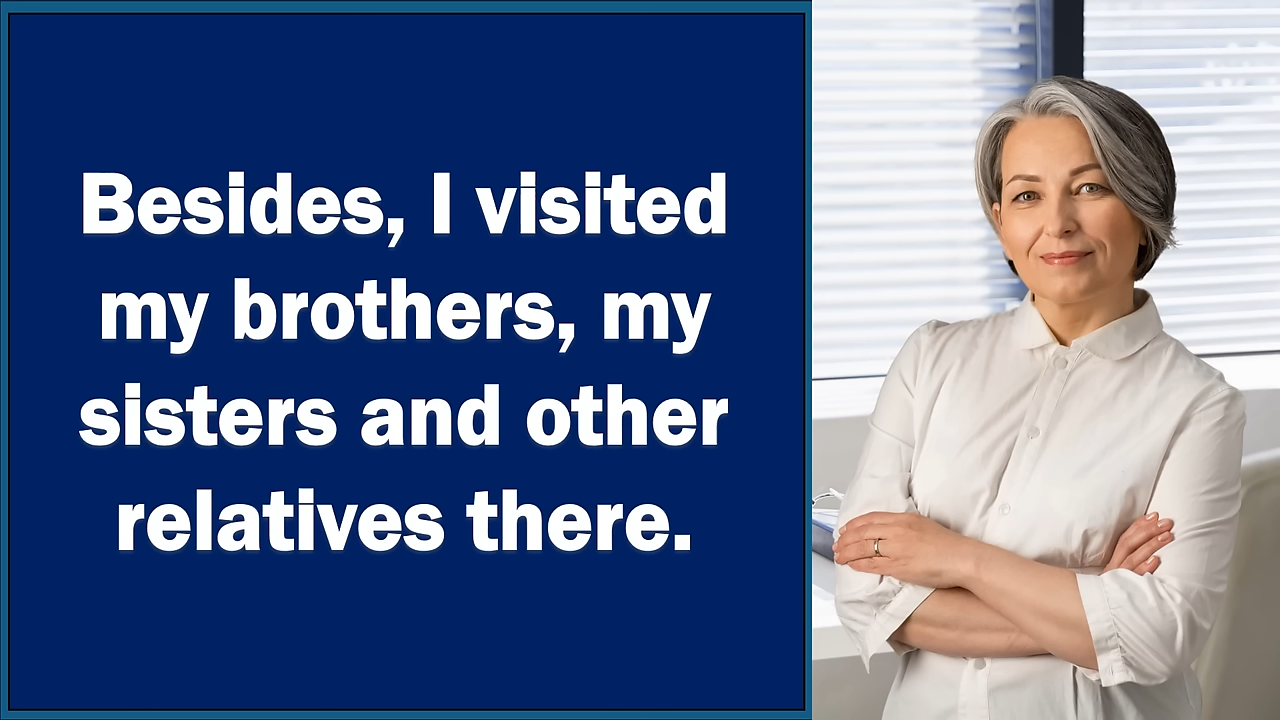 Besides, I visited
my brothers, my
sisters and other
relatives there.